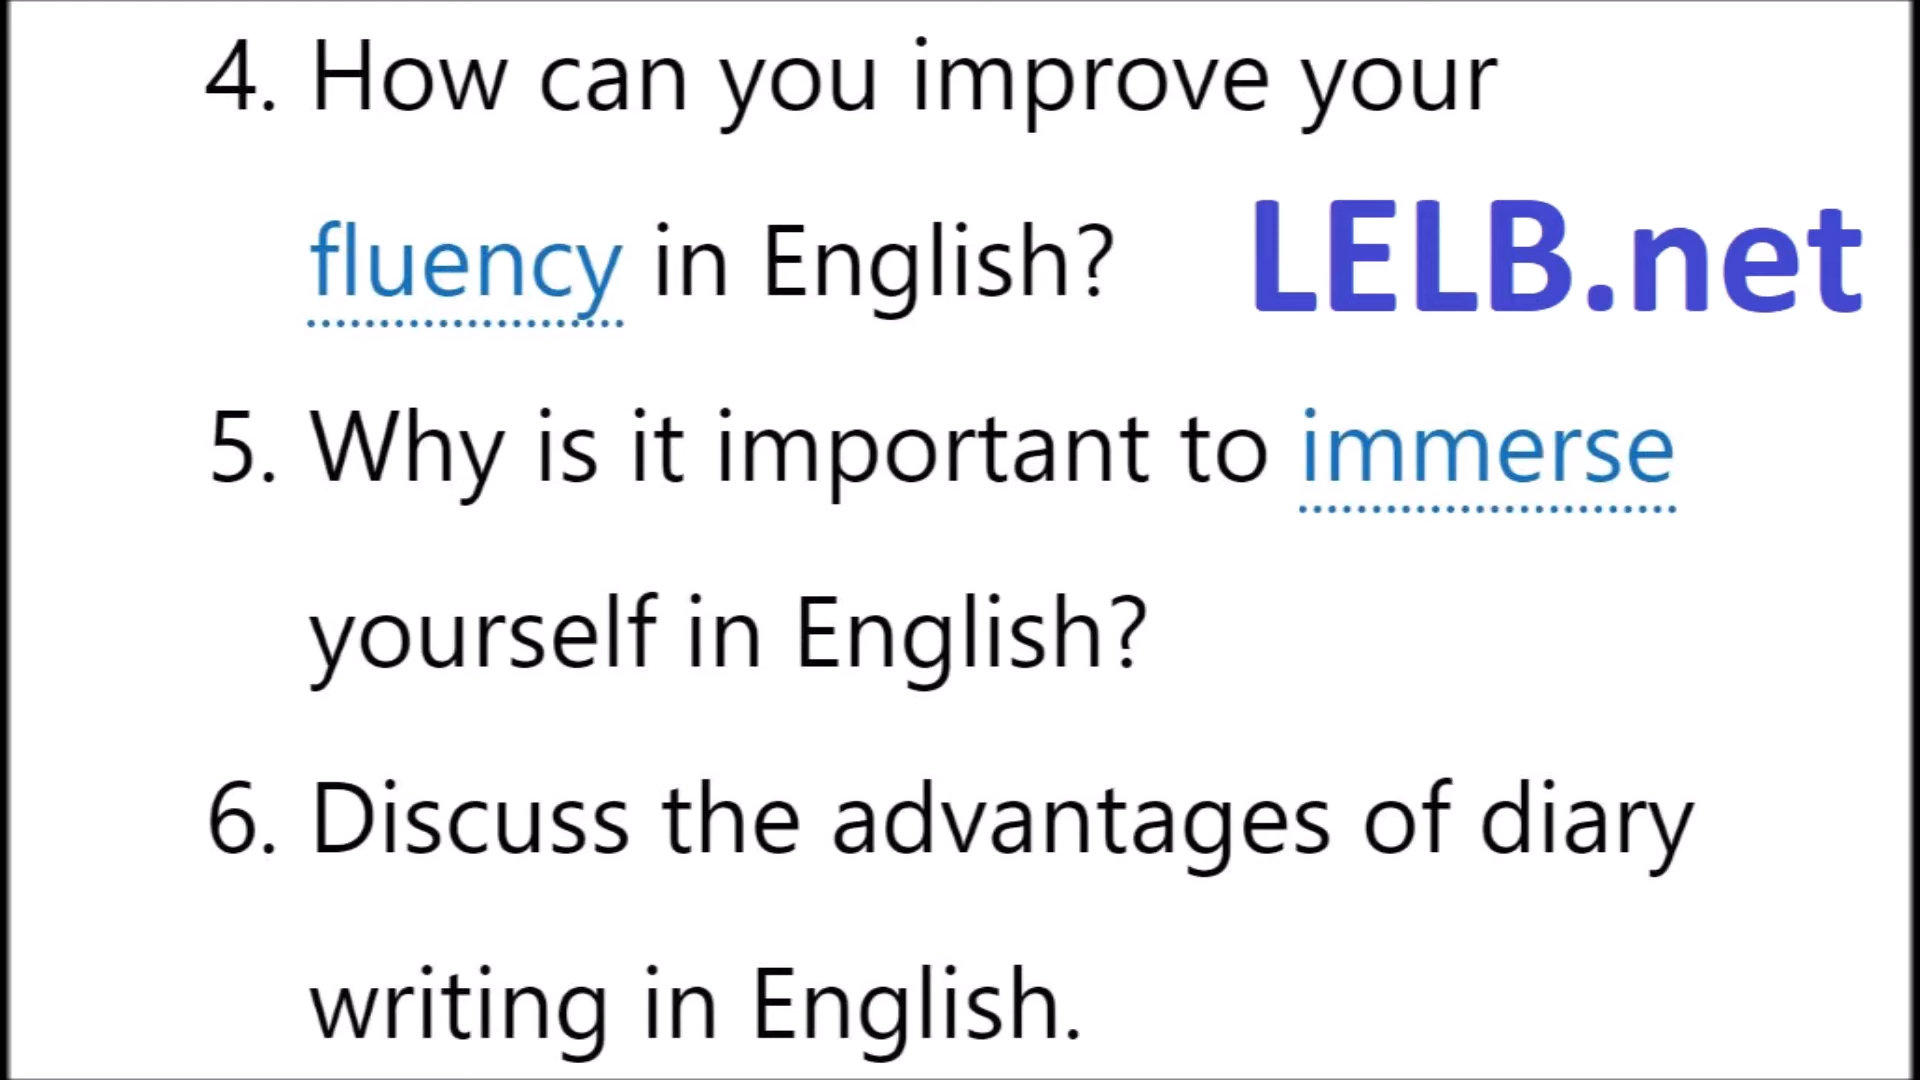 4. How can you improve your
fluency in English?
LELB.net
5. Why is it important to immerse
yourself in English?
6. Discuss the advantages of diary
writing in English.